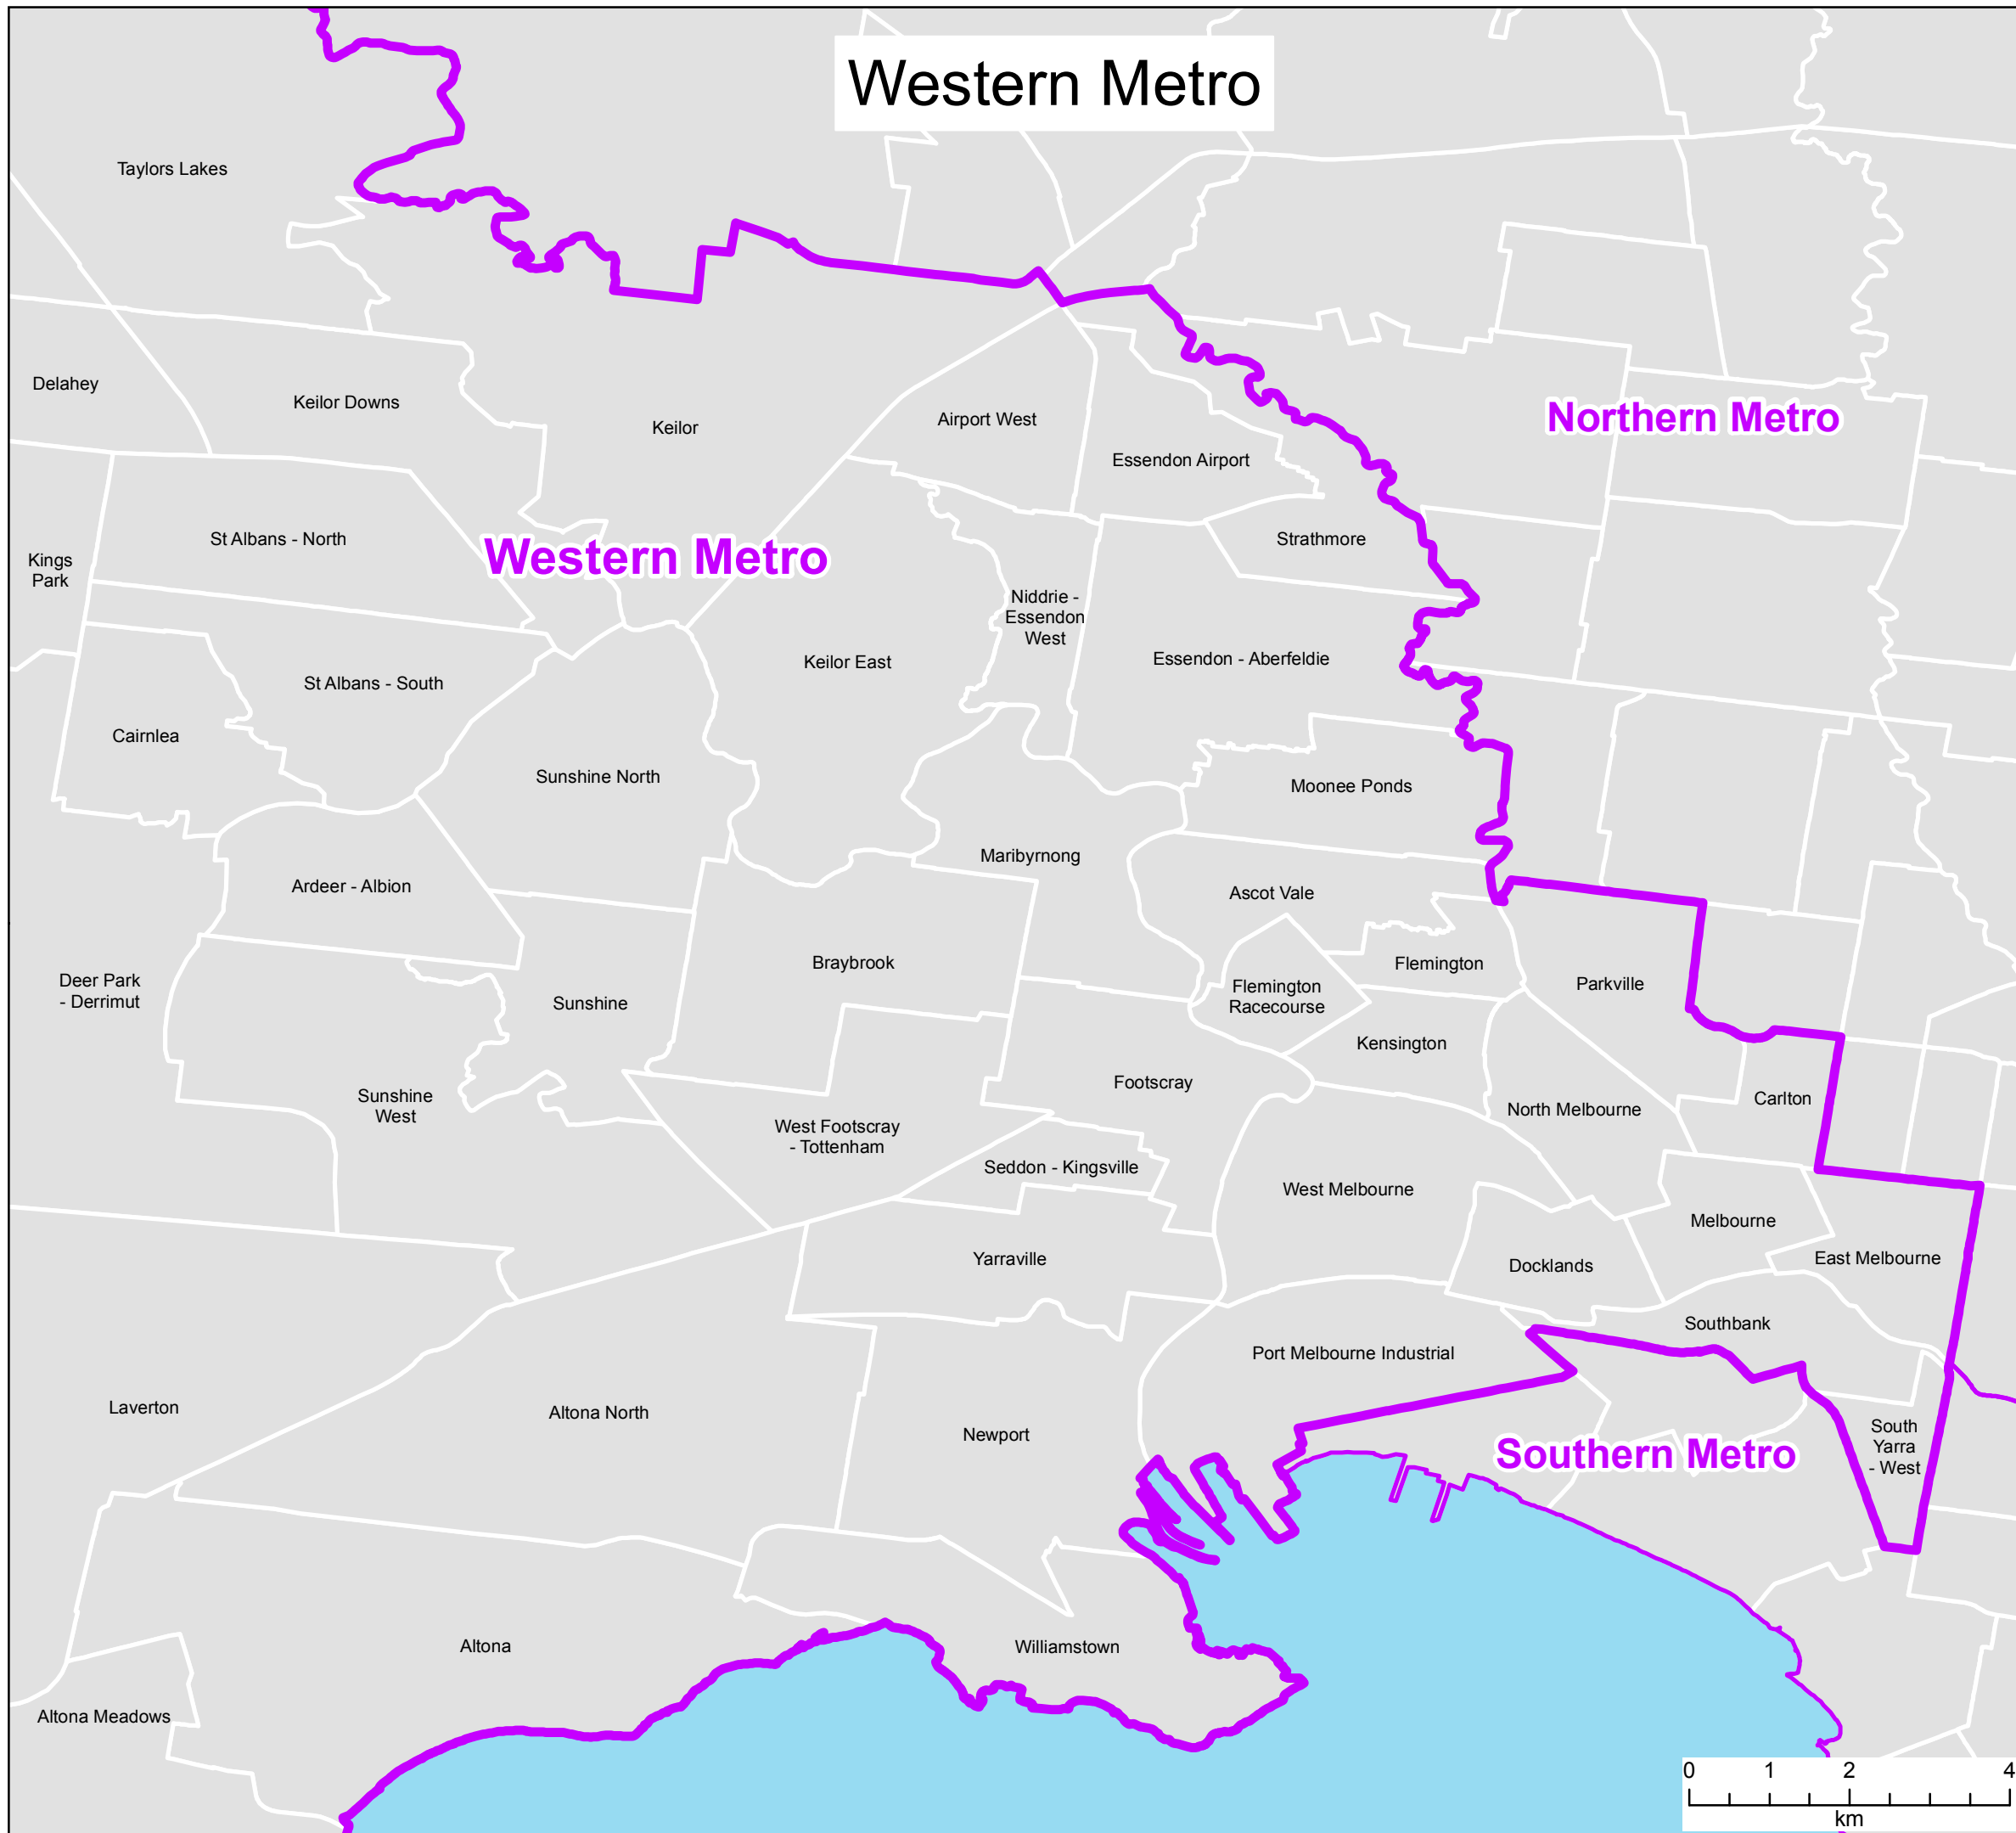 Western Metro
Taylors Lakes
Delahey
Keilor Downs
Keilor
Airport West
Northern Metro
Essendon Airport
St Albans - North
Western Metro
Strathmore
Kings
Park
Niddrie -
Essendon
West
Keilor East
Essendon - Aberfeldie
St Albans - South
Cairnlea
Sunshine North
Moonee Ponds
Maribyrnong
Ardeer - Albion
Ascot Vale
Braybrook
Flemington
Deer Park
- Derrimut
Sunshine
Flemington
Racecourse
Parkville
Kensington
Footscray
Sunshine
West
Carlton
North Melbourne
West Footscray
- Tottenham
Seddon - Kingsville
West Melbourne
Melbourne
Yarraville
East Melbourne
Docklands
Southbank
Port Melbourne Industrial
Laverton
Altona North
Newport
Southern Metro
South
Yarra
- West
Altona
Williamstown
Altona Meadows
0 1 2 4
km